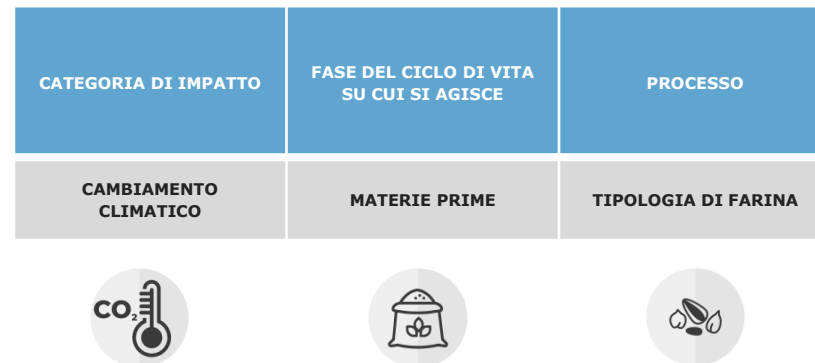 CATEGORIA DI IMPATTO
FASE DEL CICLO DI VITA
SU CUI SI AGISCE
PROCESSO
CAMBIAMENTO
CLIMATICO
MATERIE PRIME
TIPOLOGIA DI FARINA
CO₂